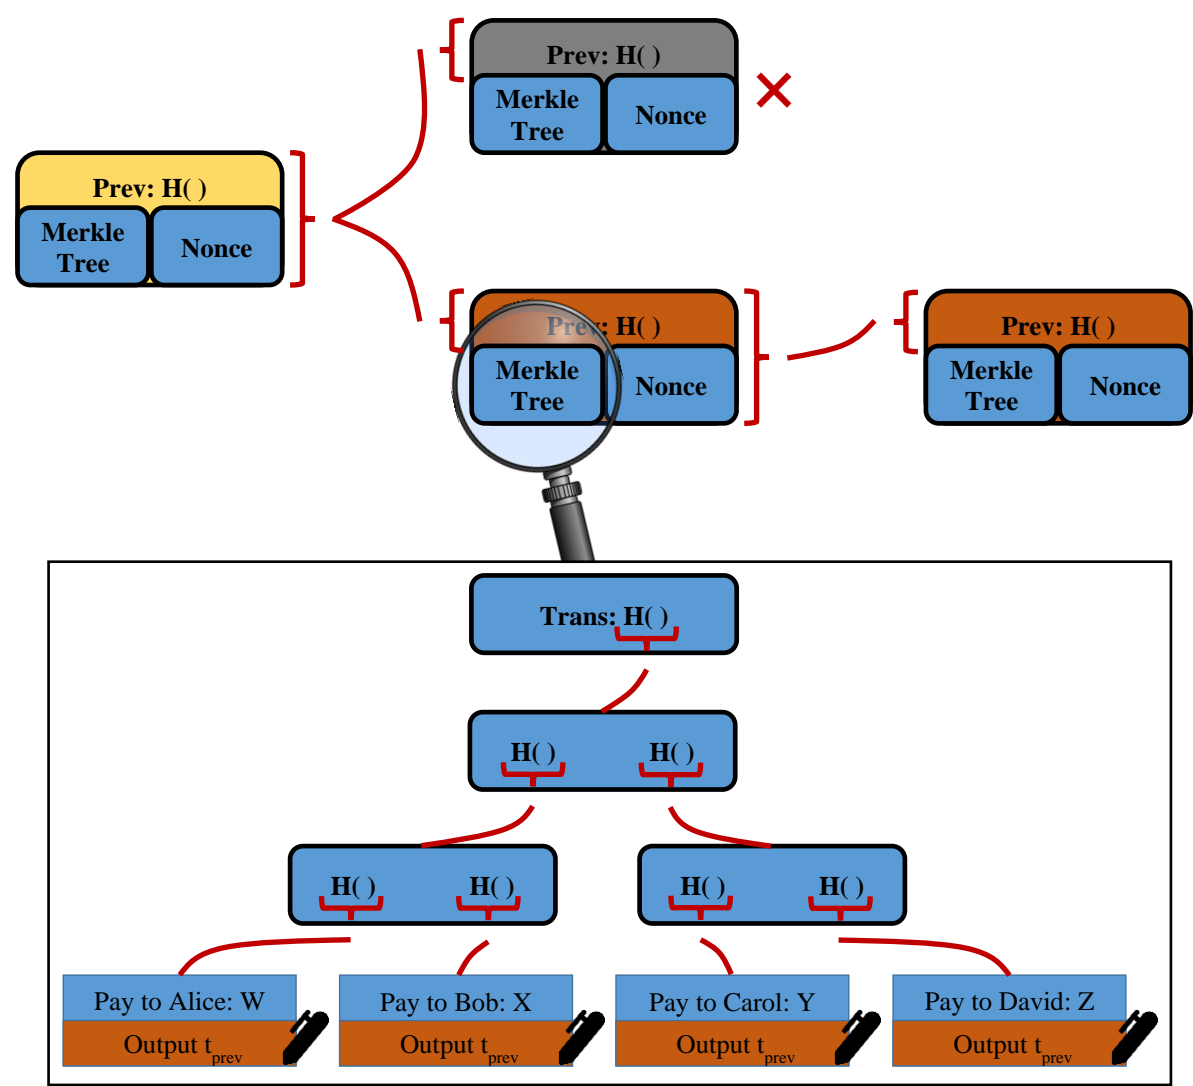 Prev: H( )
Merkle
Tree
Nonce
Prev: H( )
Merkle
Tree
Nonce
Prev: H( )
Merkle
Tree
Nonce
Prev: H( )
Merkle
Tree
Nonce
Trans: H( )
H( ) H( )
H( ) H( ) H( ) H( )
Pay to Alice: W Pay to Bob: X Pay to Carol: Y Pay to David: Z
Output tprev Output tprev Output tprev Output tprev